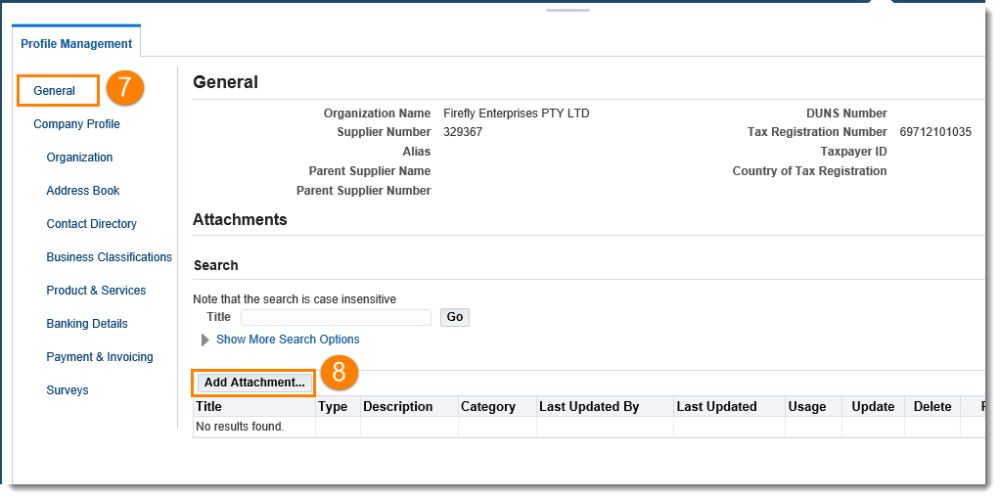 Profile Management
General
7
Company Profile
Organization
Address Book
Contact Directory
Business Classifications
Product & Services
Banking Details
Payment & Invoicing
Surveys
General
Organization Name Firefly Enterprises PTY LTD
Supplier Number 329367
Alias
Parent Supplier Name
Parent Supplier Number
DUNS Number
Tax Registration Number 69712101035
Taxpayer ID
Country of Tax Registration
Attachments
Search
Note that the search is case insensitive
Title Go
Show More Search Options
Add Attachment... 8
Title Type Description Category Last Updated By Last Updated Usage Update Delete
No results found.